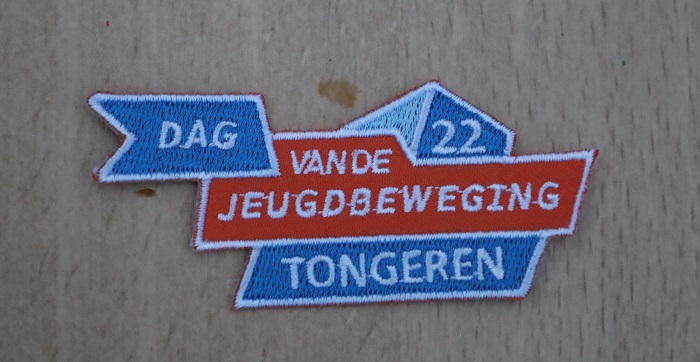 DAG
22
VAN DE
JEUGDBEWEGING
TONGEREN